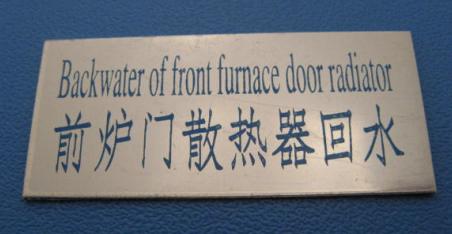 Backwater of front furnace door radiator
前炉门散热器回水